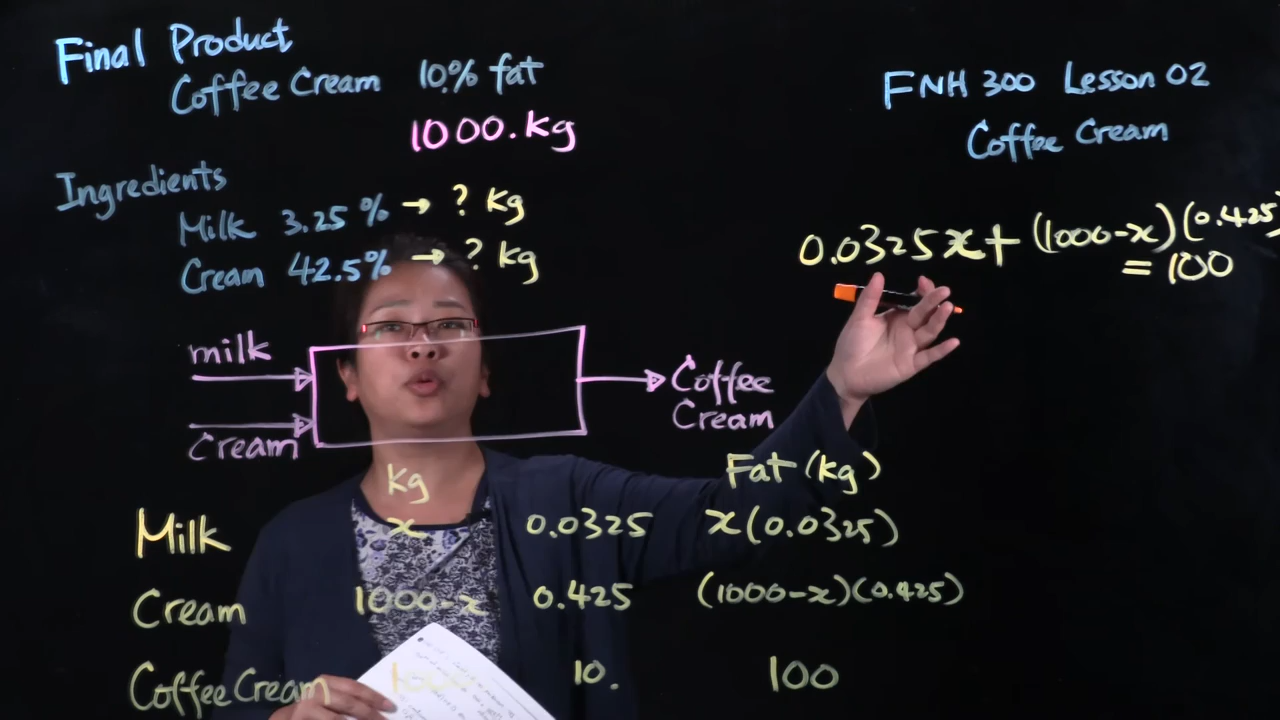 Final Product
Coffee Cream 10% fat
1000.kg
FNH 300 Lesson 02
Coffee Cream
Ingredients
Milk 3.25% → ? kg
Cream 42.5% → ? kg
0.0325x + (1000-x)(0.425)
= 100
milk
Cream
Coffee
Cream
kg Fat (kg)
Milk x 0.0325 x(0.0325)
Cream 1000-x 0.425 (1000-x)(0.425)
Coffee Cream 1000 10. 100